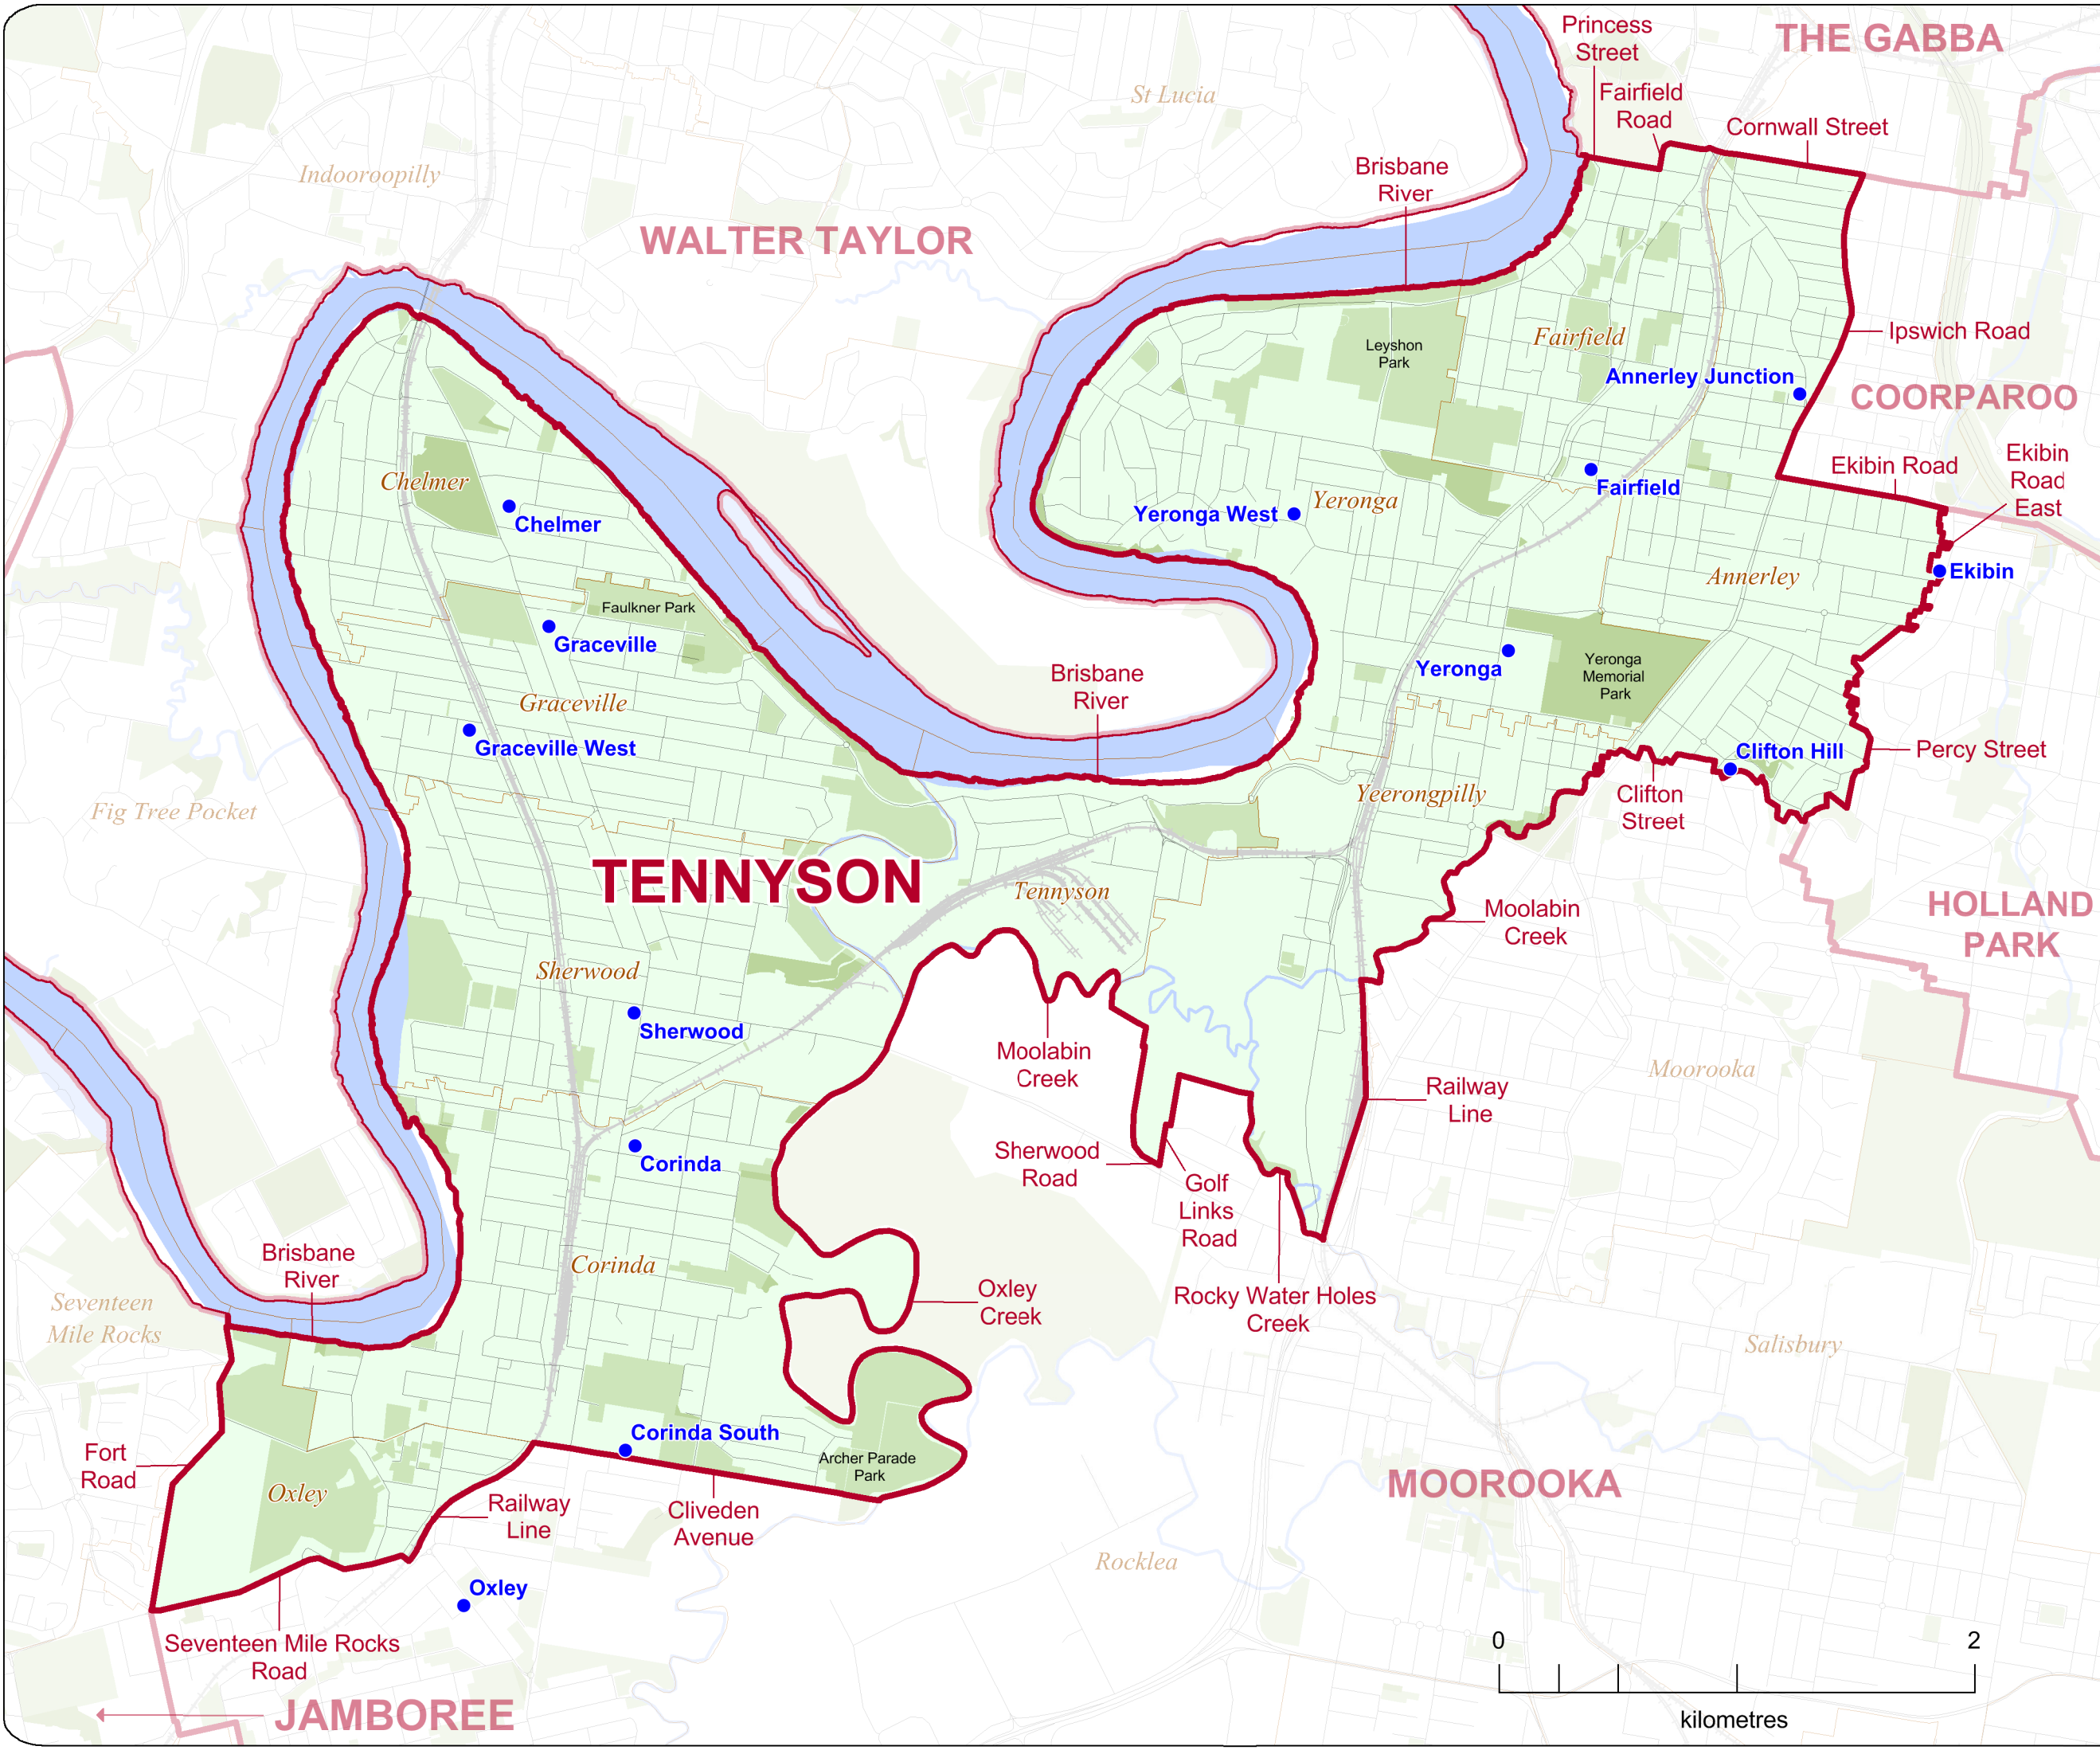 Princess
Street
THE GABBA
Fairfield
Road
Cornwall Street
St Lucia
Indooroopilly
Brisbane
River
WALTER TAYLOR
Ipswich Road
Fairfield
Leyshon
Park
Annerley Junction
COORPAROO
Ekibin Road
Ekibin
Road
East
Chelmer
Fairfield
Chelmer
Yeronga West
Yeronga
Ekibin
Annerley
Faulkner Park
Graceville
Yeronga
Yeronga
Memorial
Park
Brisbane
River
Graceville
Graceville West
Clifton Hill
Percy Street
Fig Tree Pocket
Yeerongpilly
Clifton
Street
TENNYSON
Tennyson
Moolabin
Creek
HOLLAND
PARK
Sherwood
Sherwood
Moolabin
Creek
Moorooka
Railway
Line
Corinda
Sherwood
Road
Golf
Links
Road
Brisbane
River
Corinda
Oxley
Creek
Rocky Water Holes
Creek
Seventeen
Mile Rocks
Salisbury
Corinda South
Fort
Road
Archer Parade
Park
MOOROOKA
Oxley
Railway
Line
Cliveden
Avenue
Rocklea
Oxley
Seventeen Mile Rocks
Road
0 2
kilometres
JAMBOREE